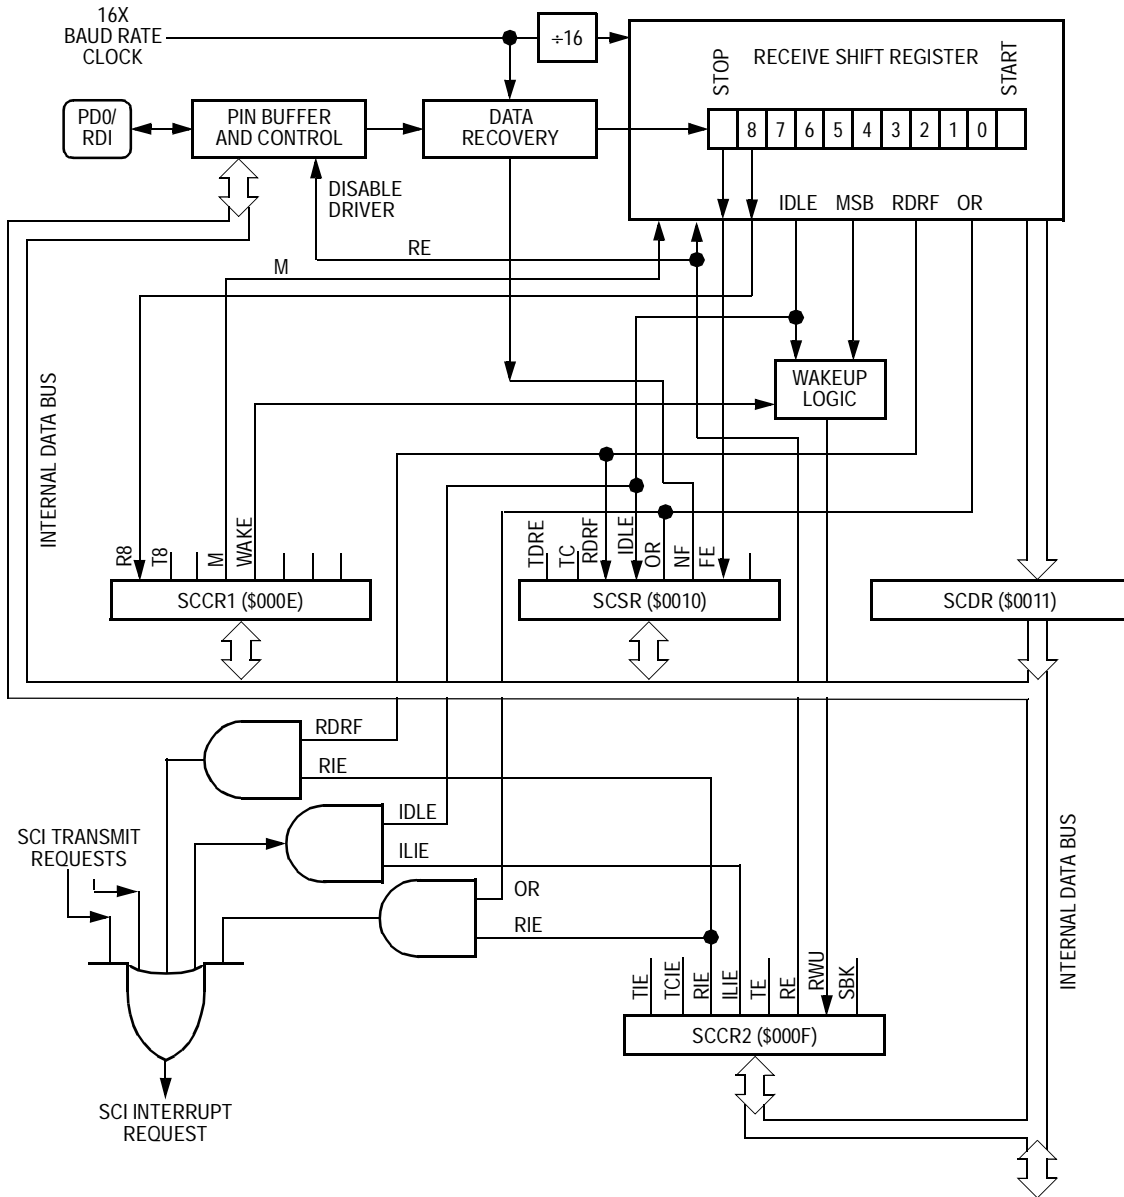 16X
BAUD RATE
CLOCK
÷16
RECEIVE SHIFT REGISTER
STOP
START
8 7 6 5 4 3 2 1 0
PD0/
RDI
PIN BUFFER
AND CONTROL
DATA
RECOVERY
DISABLE
DRIVER
IDLE MSB RDRF OR
RE
M
WAKEUP
LOGIC
INTERNAL DATA BUS
R8
T8
M
WAKE
TDRE
TC
RDRF
IDLE
OR
NF
FE
SCCR1 ($000E)
SCSR ($0010)
SCDR ($0011)
RDRF
RIE
IDLE
ILIE
SCI TRANSMIT
REQUESTS
OR
RIE
INTERNAL DATA BUS
TIE
TCIE
RIE
ILIE
TE
RE
RWU
SBK
SCCR2 ($000F)
SCI INTERRUPT
REQUEST